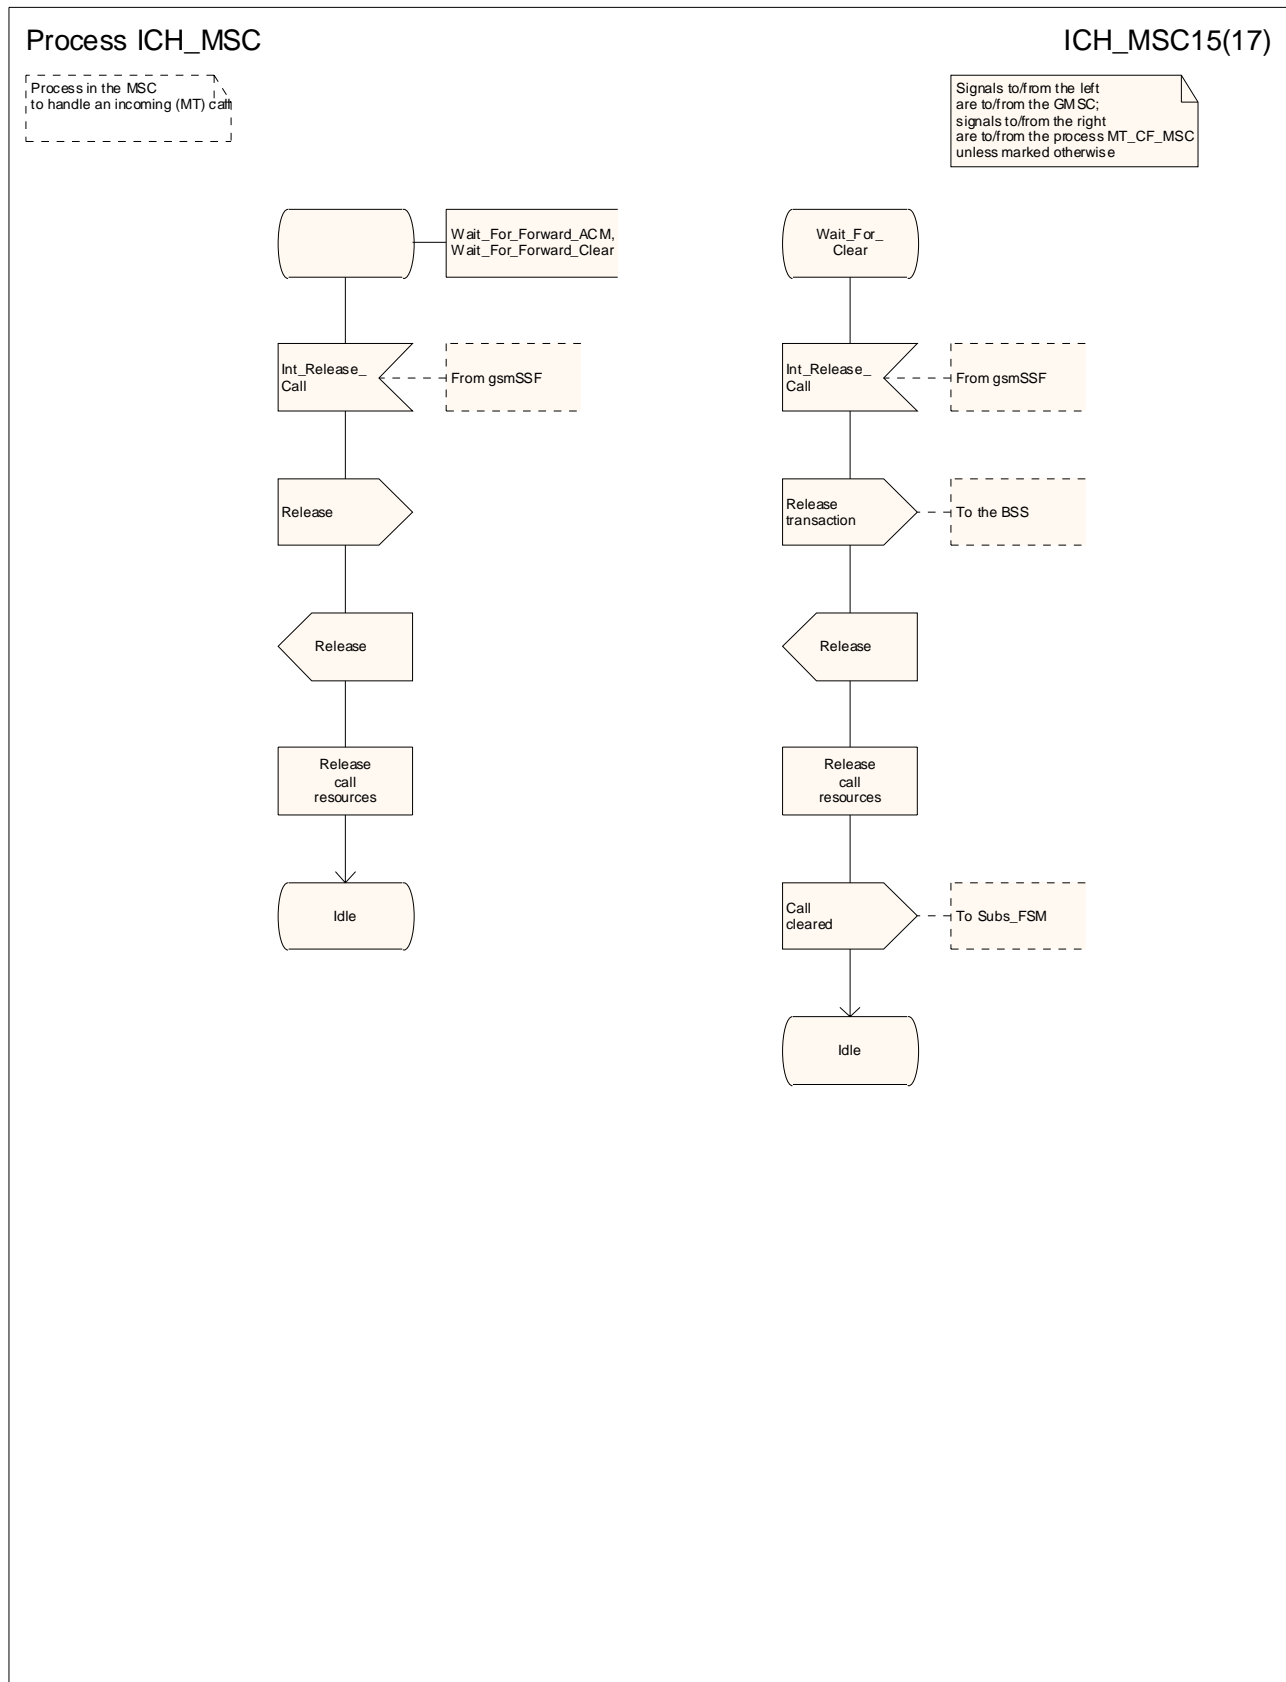 Process ICH_MSC
ICH_MSC15(17)
Process in the MSC
to handle an incoming (MT) call
Signals to/from the left
are to/from the GMSC;
signals to/from the right
are to/from the process MT_CF_MSC
unless marked otherwise
Wait_For_Forward_ACM,
Wait_For_Forward_Clear
Int_Release_
Call
From gsmSSF
Release
Release
Release
call
resources
Idle
Wait_For_
Clear
Int_Release_
Call
From gsmSSF
Release
transaction
To the BSS
Release
Release
call
resources
Call
cleared
To Subs_FSM
Idle